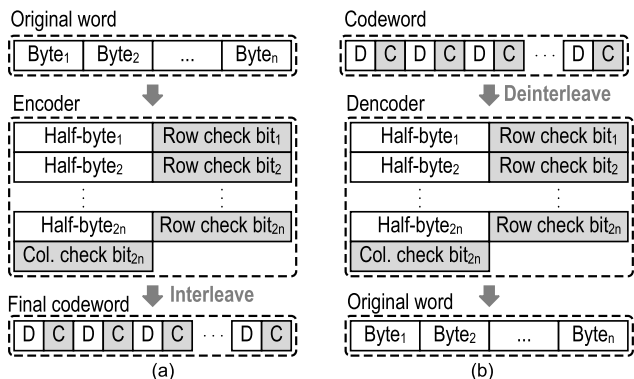 Original word
Byte1 Byte2 ... Byten
Encoder
Half-byte1 Row check bit1
Half-byte2 Row check bit2
⋮ ⋮
Half-byte2n Row check bit2n
Col. check bit2n
Interleave
Final codeword
D C D C D C ... D C
(a)
Codeword
D C D C D C ... D C
Deinterleave
Dencoder
Half-byte1 Row check bit1
Half-byte2 Row check bit2
⋮ ⋮
Half-byte2n Row check bit2n
Col. check bit2n
Original word
Byte1 Byte2 ... Byten
(b)